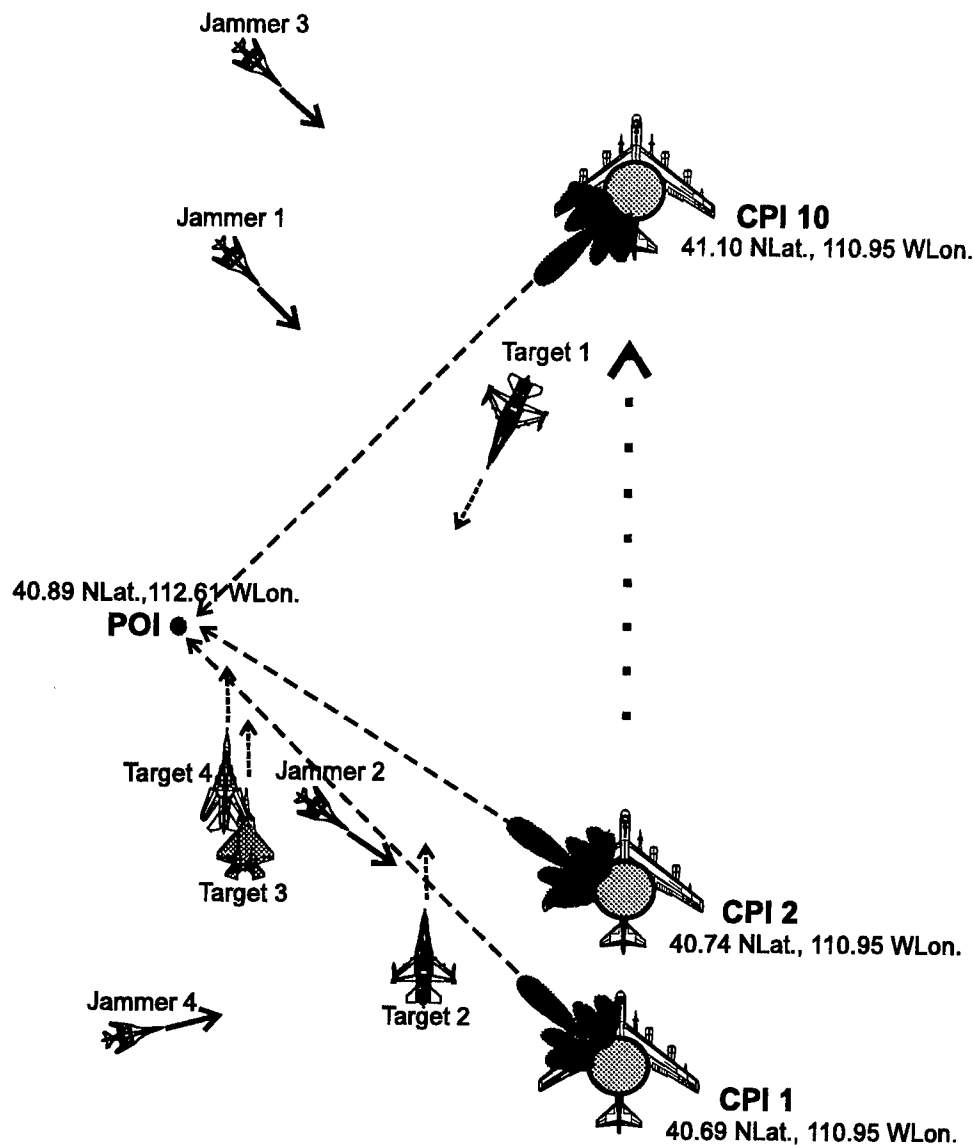 Jammer 3
Jammer 1
CPI 10
41.10 NLat., 110.95 WLon.
Target 1
40.89 NLat.,112.61 WLon.
POI
Target 4
Jammer 2
Target 3
CPI 2
40.74 NLat., 110.95 WLon.
Target 2
Jammer 4
CPI 1
40.69 NLat., 110.95 WLon.